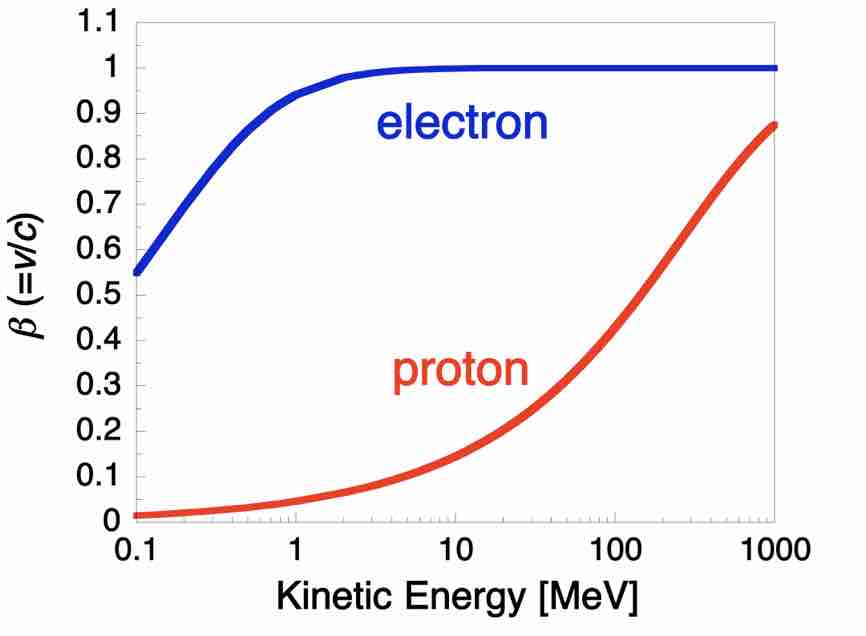 1.1
1
0.9
0.8
0.7
0.6
0.5
0.4
0.3
0.2
0.1
0
β (=v/c)
electron
proton
0.1 1 10 100 1000
Kinetic Energy [MeV]